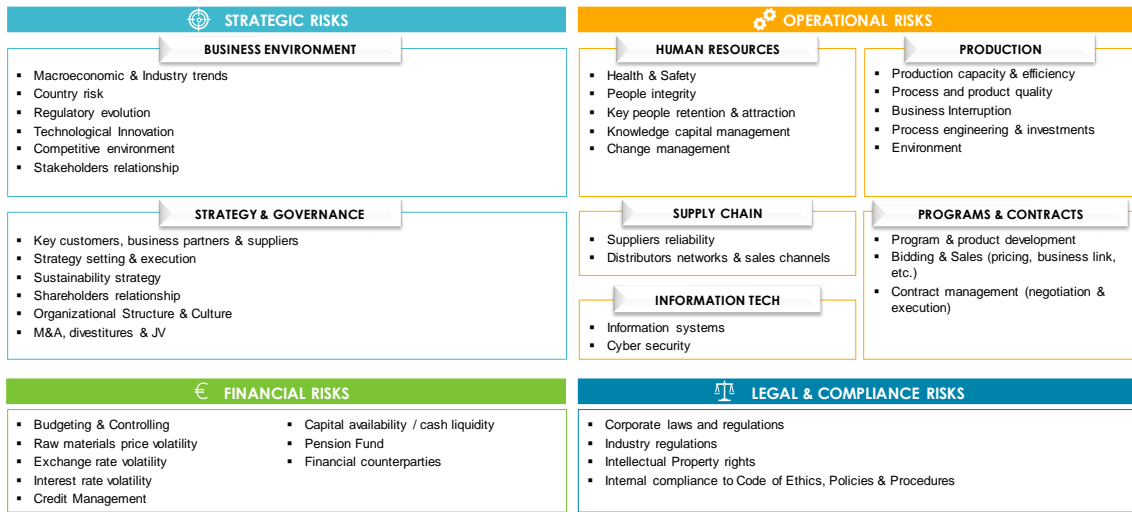 STRATEGIC RISKS
BUSINESS ENVIRONMENT
▪ Macroeconomic & Industry trends
▪ Country risk
▪ Regulatory evolution
▪ Technological Innovation
▪ Competitive environment
▪ Stakeholders relationship
STRATEGY & GOVERNANCE
▪ Key customers, business partners & suppliers
▪ Strategy setting & execution
▪ Sustainability strategy
▪ Shareholders relationship
▪ Organizational Structure & Culture
▪ M&A, divestitures & JV
OPERATIONAL RISKS
HUMAN RESOURCES
▪ Health & Safety
▪ People integrity
▪ Key people retention & attraction
▪ Knowledge capital management
▪ Change management
PRODUCTION
▪ Production capacity & efficiency
▪ Process and product quality
▪ Business Interruption
▪ Process engineering & investments
▪ Environment
SUPPLY CHAIN
▪ Suppliers reliability
▪ Distributors networks & sales channels
INFORMATION TECH
▪ Information systems
▪ Cyber security
PROGRAMS & CONTRACTS
▪ Program & product development
▪ Bidding & Sales (pricing, business link,
etc.)
▪ Contract management (negotiation &
execution)
€ FINANCIAL RISKS
▪ Budgeting & Controlling
▪ Raw materials price volatility
▪ Exchange rate volatility
▪ Interest rate volatility
▪ Credit Management
▪ Capital availability / cash liquidity
▪ Pension Fund
▪ Financial counterparties
LEGAL & COMPLIANCE RISKS
▪ Corporate laws and regulations
▪ Industry regulations
▪ Intellectual Property rights
▪ Internal compliance to Code of Ethics, Policies & Procedures